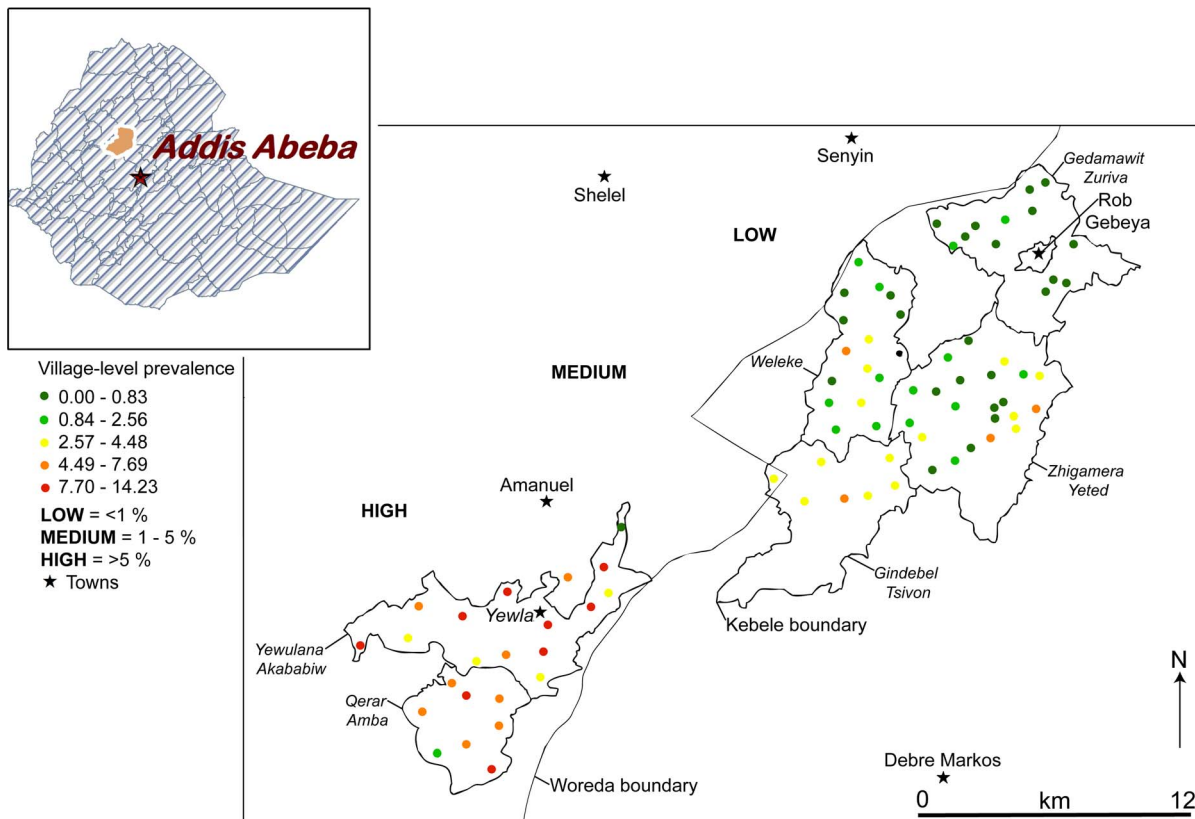 Addis Abeba
Village-level prevalence
0.00 - 0.83
0.84 - 2.56
2.57 - 4.48
4.49 - 7.69
7.70 - 14.23
LOW = <1 %
MEDIUM = 1 - 5 %
HIGH = >5 %
Towns
Senyin
Shelel
Gedamawit
Zuriva
Rob
Gebeya
LOW
Weleke
MEDIUM
Zhigamera
Yeted
Amanuel
HIGH
Gindebel
Tsivon
Yewla
Kebele boundary
Yewulana
Akababiw
Qerar
Amba
N
Woreda boundary
Debre Markos
0 km 12